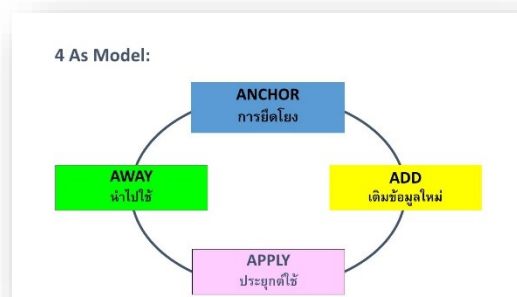 4 As Model:
ANCHOR
การยึดโยง
AWAY
นำไปใช้
ADD
เติมข้อมูลใหม่
APPLY
ประยุกต์ใช้